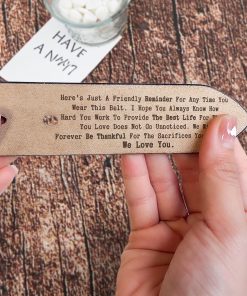 HAVE
A
Here's Just A Friendly Reminder For Any Time You
Wear This Belt. I Hope You Always Know How
Hard You Work To Provide The Best Life For
You Love Does Not Go Unoticed. We
Forever Be Thankful For The Sacrifices You
We Love You.